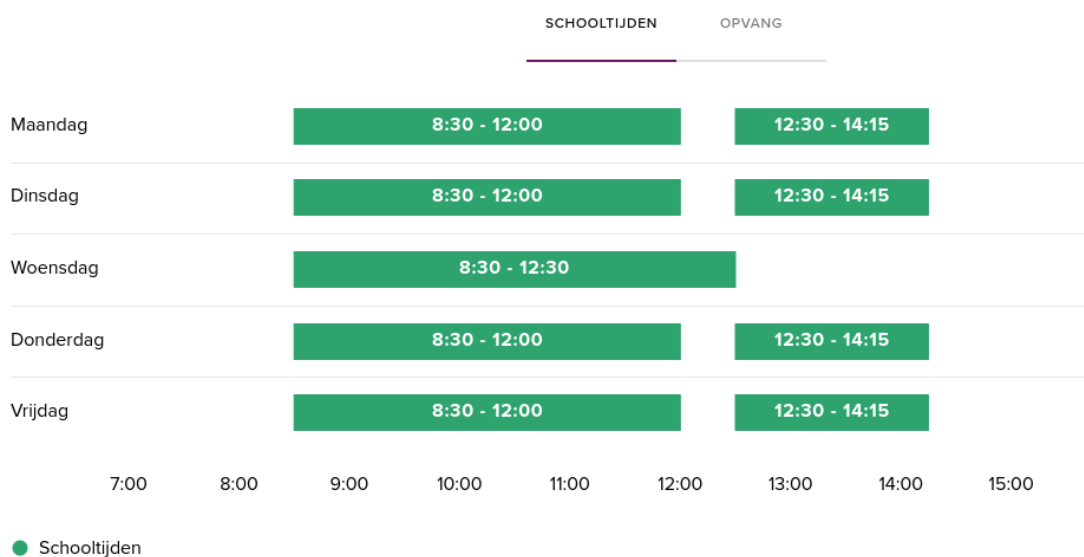 SCHOOLTIJDEN OPVANG
Maandag 8:30 - 12:00 12:30 - 14:15
Dinsdag 8:30 - 12:00 12:30 - 14:15
Woensdag 8:30 - 12:30
Donderdag 8:30 - 12:00 12:30 - 14:15
Vrijdag 8:30 - 12:00 12:30 - 14:15
7:00 8:00 9:00 10:00 11:00 12:00 13:00 14:00 15:00
Schooltijden